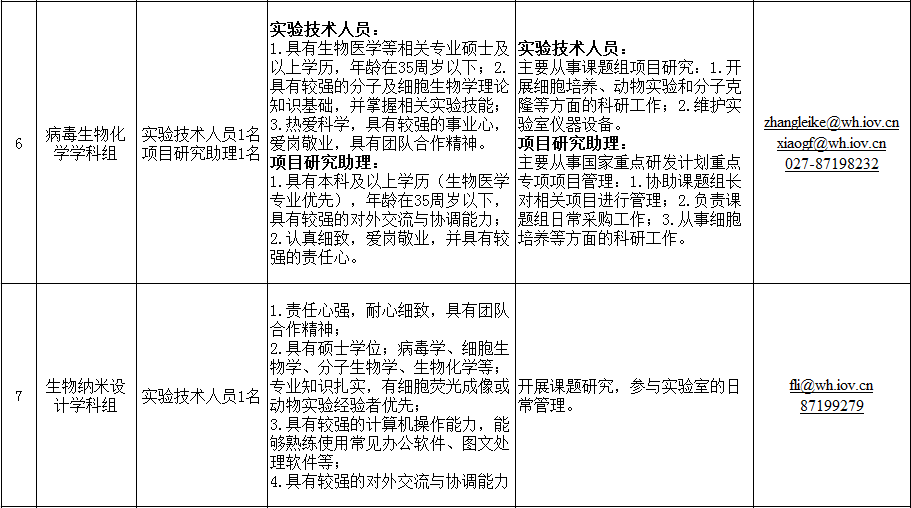 6
病毒生物化
学学科组
实验技术人员1名
项目研究助理1名
实验技术人员：
1.具有生物医学等相关专业硕士及
以上学历，年龄在35周岁以下；2.
具有较强的分子及细胞生物学理论
知识基础，并掌握相关实验技能；
3.热爱科学，具有较强的事业心，
爱岗敬业，具有团队合作精神。
项目研究助理：
1.具有本科及以上学历（生物医学
专业优先），年龄在35周岁以下，
具有较强的对外交流与协调能力；
2.认真细致，爱岗敬业，并具有较
强的责任心。
实验技术人员：
主要从事课题组项目研究：1.开
展细胞培养、动物实验和分子克
隆等方面的科研工作；2.维护实
验室仪器设备。
项目研究助理：
主要从事国家重点研发计划重点
专项项目管理：1.协助课题组长
对相关项目进行管理；2.负责课
题组日常采购工作；3.从事细胞
培养等方面的科研工作。
zhangleike@wh.iov.cn
xiaogf@wh.iov.cn
027-87198232
7
生物纳米设
计学科组
实验技术人员1名
1.责任心强，耐心细致，具有团队
合作精神；
2.具有硕士学位；病毒学、细胞生
物学、分子生物学、生物化学等；
专业知识扎实，有细胞荧光成像或
动物实验经验者优先；
3.具有较强的计算机操作能力，能
够熟练使用常见办公软件、图文处
理软件等；
4.具有较强的对外交流与协调能力
开展课题研究，参与实验室的日
常管理。
fli@wh.iov.cn
87199279